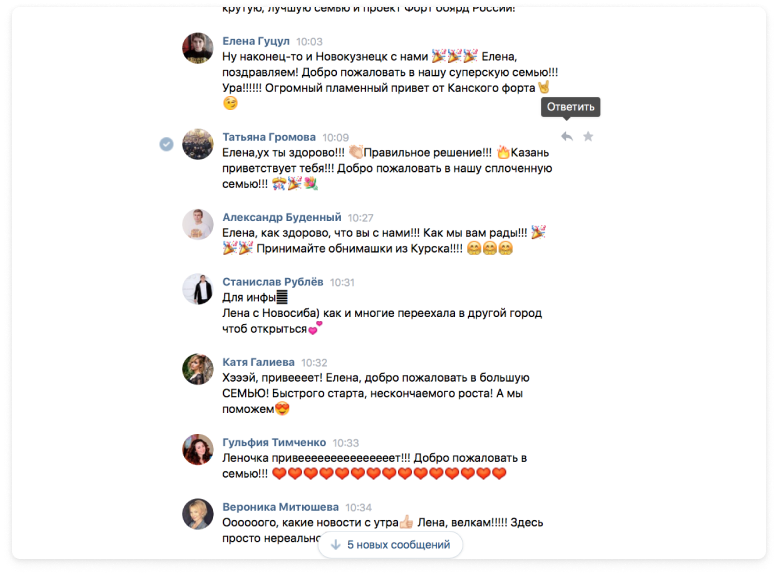 крутую, лучшую семью и проект Форт Боярд России!
Елена Гуцул 10:03
Ну наконец-то и Новокузнецк с нами 🎉🎉🎉 Елена,
поздравляем! Добро пожаловать в нашу суперскую семью!!!
Ура!!!!!! Огромный пламенный привет от Канского форта🤘
😏
Ответить
Татьяна Громова 10:09
Елена,ух ты здорово!!! 👏Правильное решение!!! 🔥Казань
приветствует тебя!!! Добро пожаловать в нашу сплоченную
семью!!! 🎊🎉💐
Александр Буденный 10:27
Елена, как здорово, что вы с нами!!! Как мы вам рады!!! 🎉
🎉🎉 Принимайте обнимашки из Курска!!!! 🤗🤗🤗
Станислав Рублёв 10:31
Для инфы
Лена с Новосиба) как и многие переехала в другой город
чтоб открыться💕
Катя Галиева 10:32
Хэээй, привеееет! Елена, добро пожаловать в большую
СЕМЬЮ! Быстрого старта, нескончаемого роста! А мы
поможем😍
Гульфия Тимченко 10:33
Леночка привеееееееееееееет!!! Добро пожаловать в
семью!!! ❤❤❤❤❤❤❤❤❤❤❤❤❤❤❤
Вероника Митюшева 10:34
Оооооого, какие новости с утра👍 Лена, велкам!!!!! Здесь
просто
5 новых сообщений